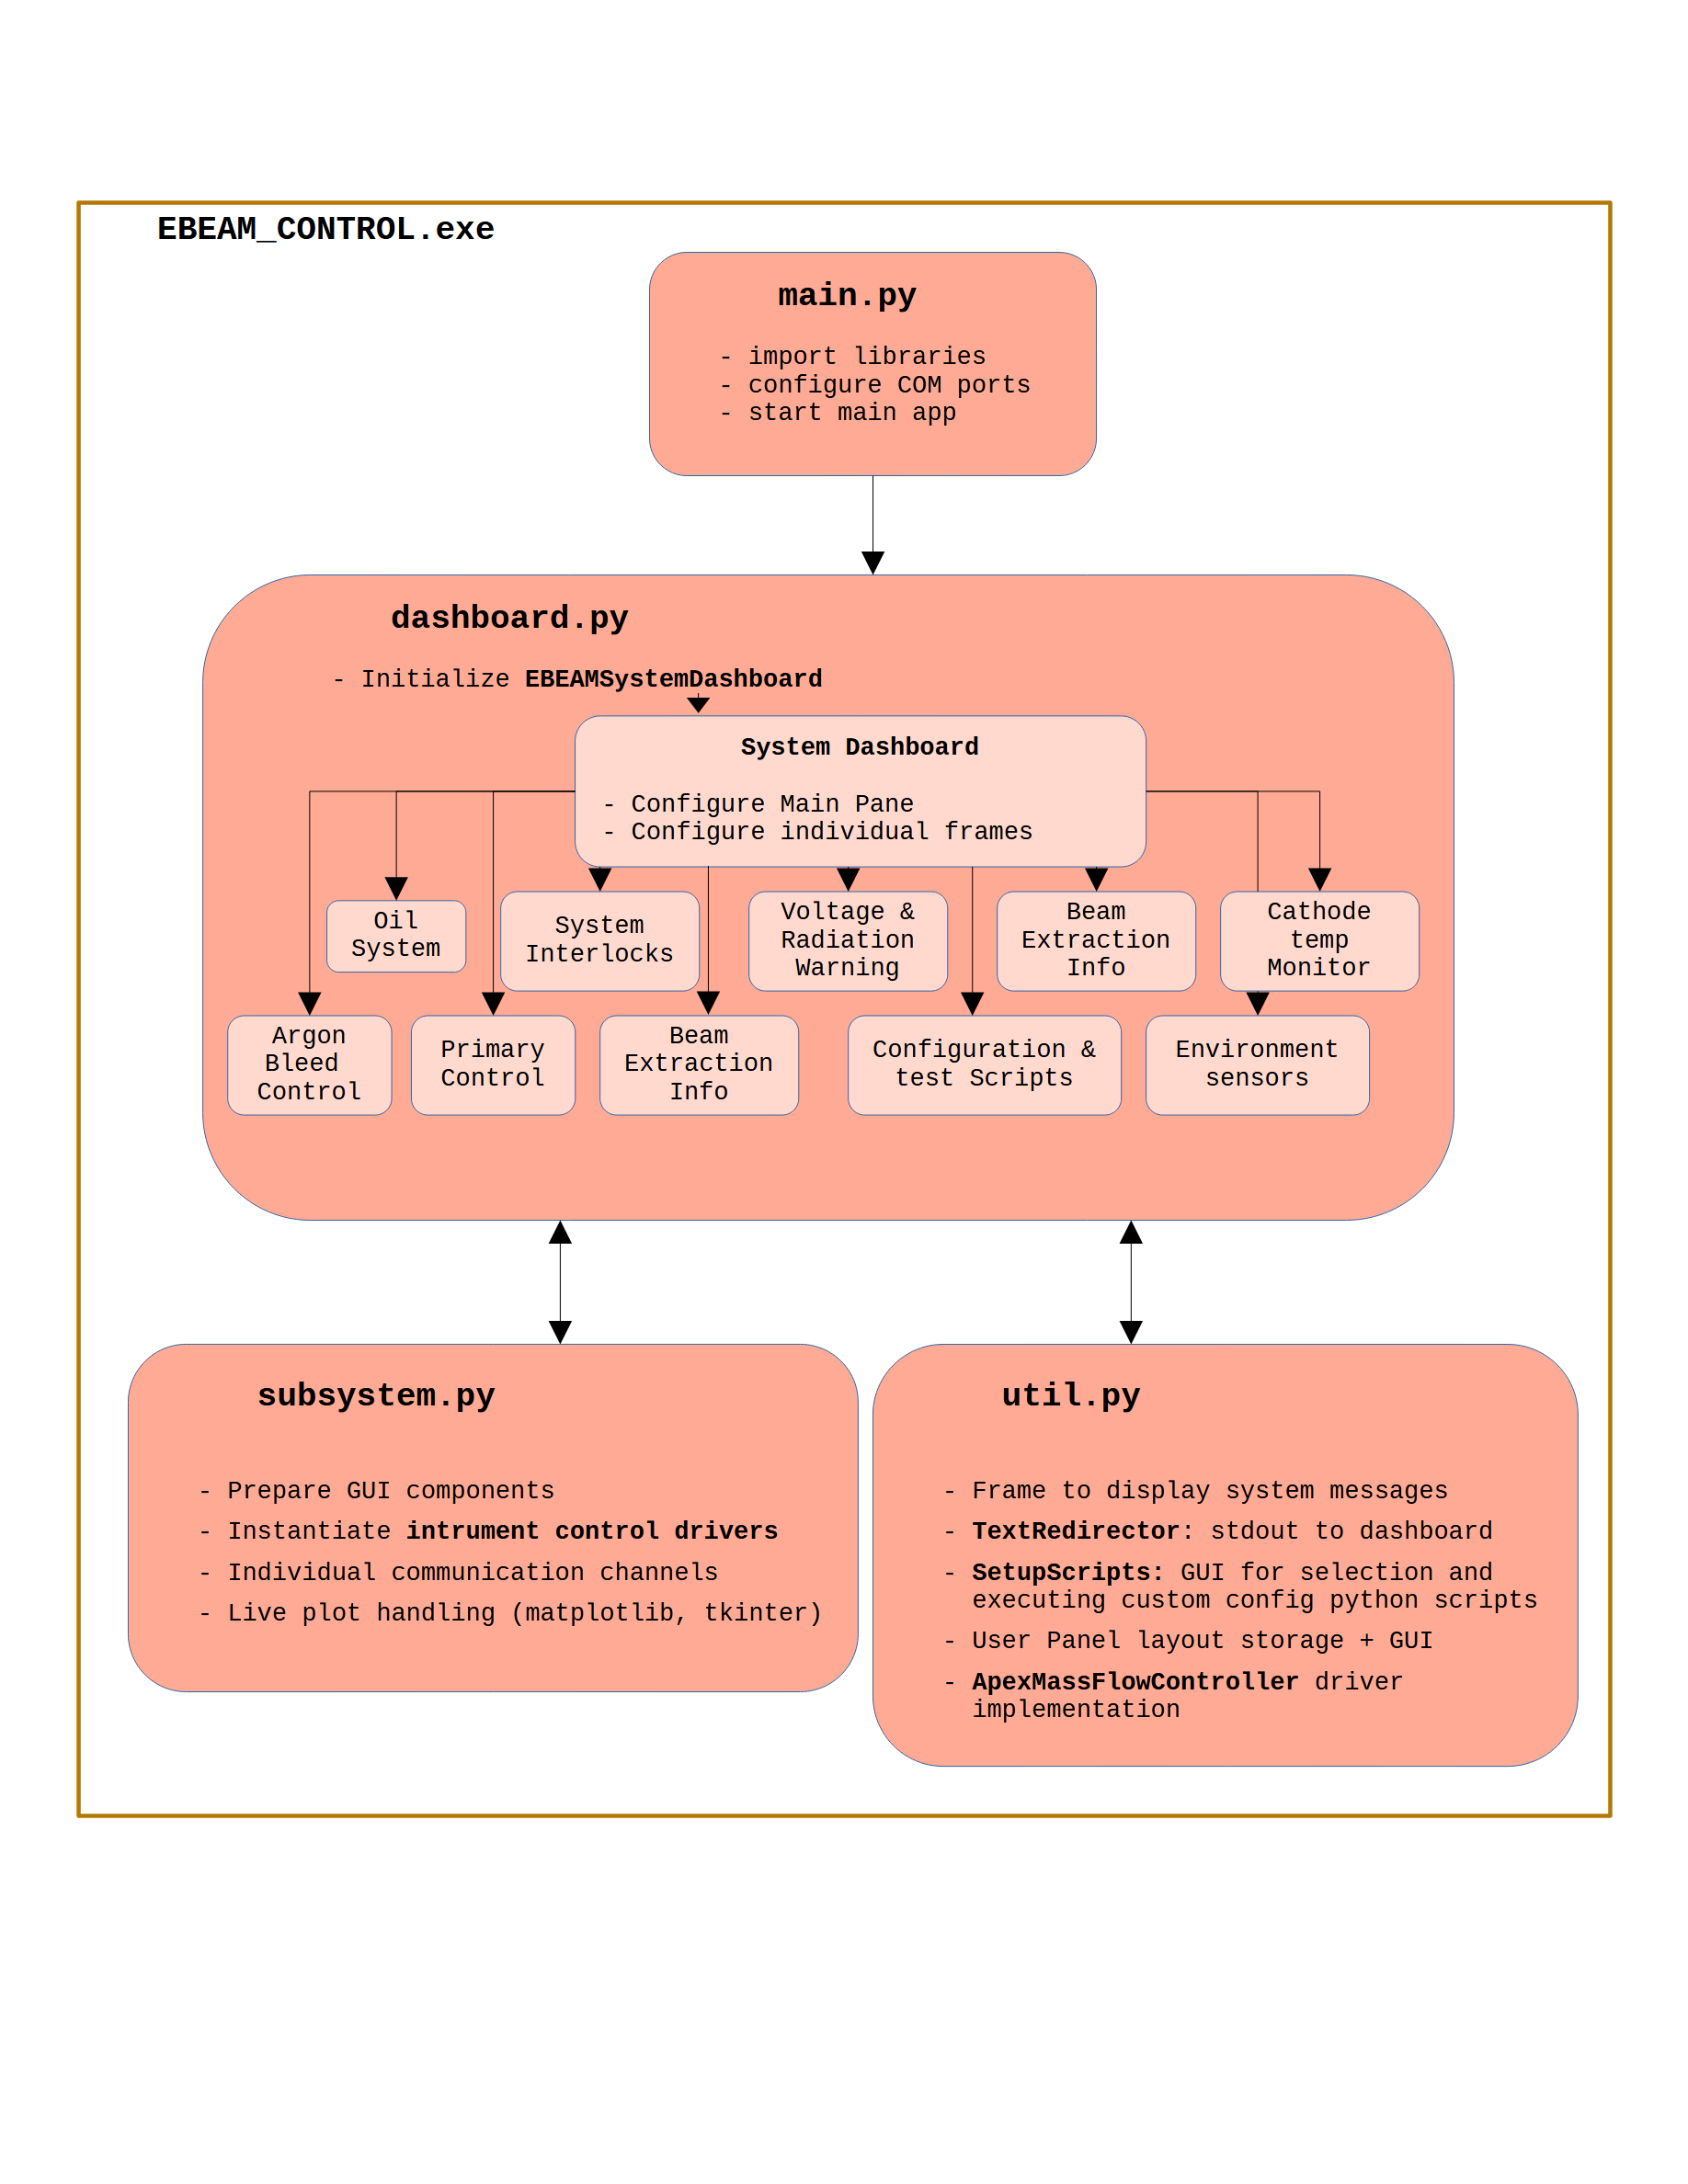 EBEAM_CONTROL.exe
main.py
- import libraries
- configure COM ports
- start main app
dashboard.py
- Initialize EBEAMSystemDashboard
System Dashboard
- Configure Main Pane
- Configure individual frames
Oil
System
System
Interlocks
Voltage &
Radiation
Warning
Beam
Extraction
Info
Cathode
temp
Monitor
Argon
Bleed
Control
Primary
Control
Beam
Extraction
Info
Configuration &
test Scripts
Environment
sensors
subsystem.py
- Prepare GUI components
- Instantiate intrument control drivers
- Individual communication channels
- Live plot handling (matplotlib, tkinter)
util.py
- Frame to display system messages
- TextRedirector: stdout to dashboard
- SetupScripts: GUI for selection and
executing custom config python scripts
- User Panel layout storage + GUI
- ApexMassFlowController driver
implementation